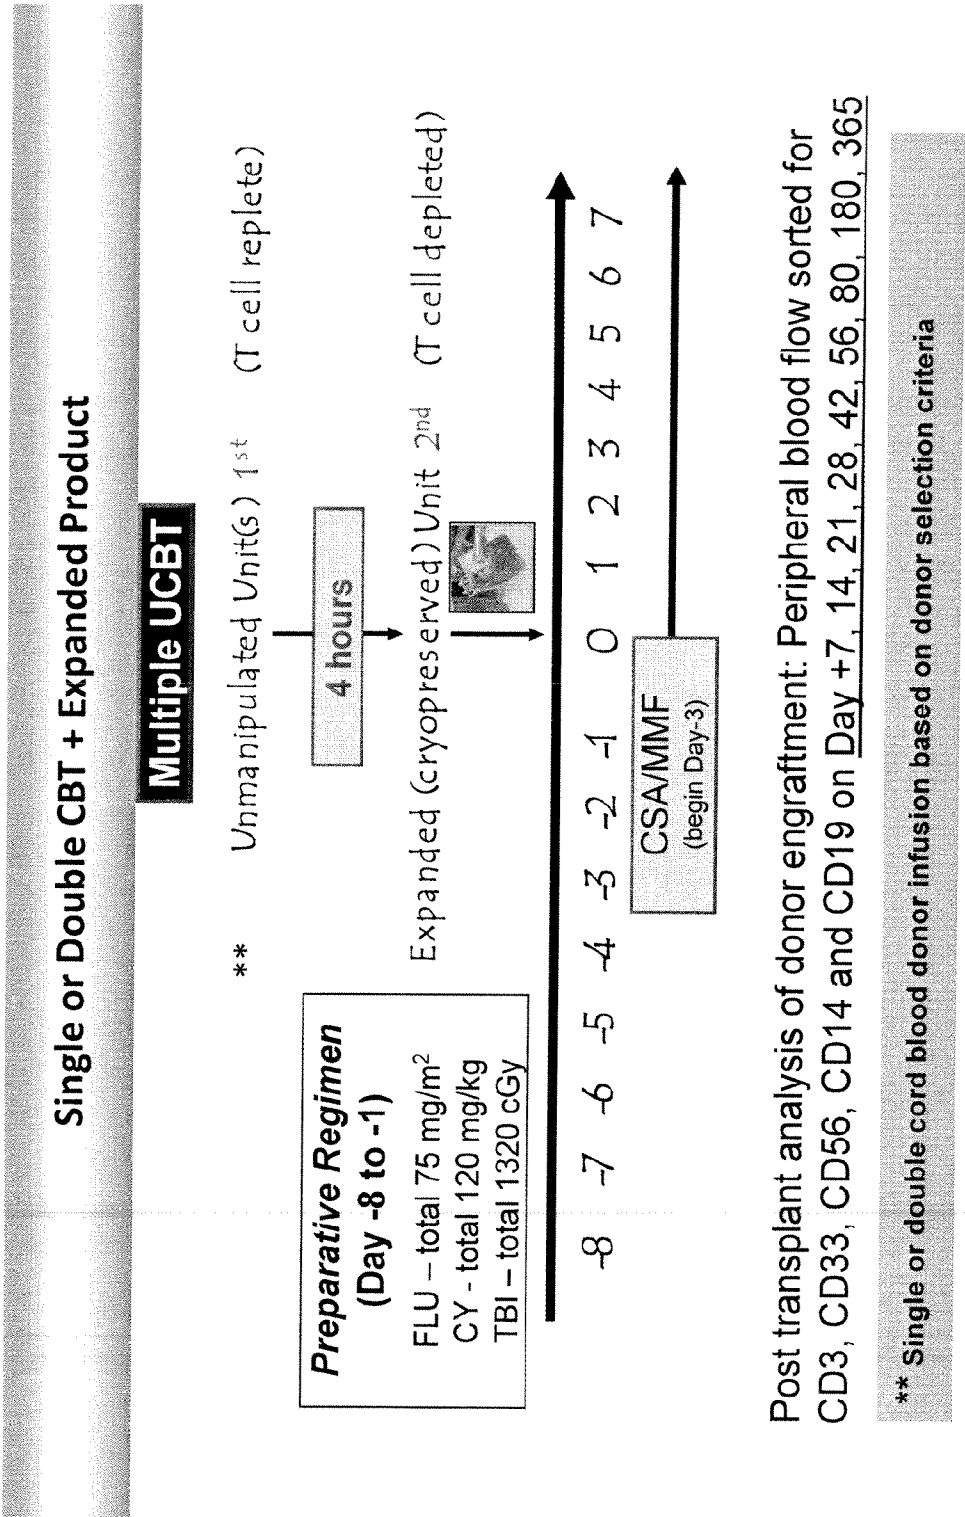 Single or Double CBT + Expanded Product
Multiple UCBT
** Unmanipulated Unit(s) 1st (T cell replete)
4 hours
Expanded (cryopreserved) Unit 2nd (T cell depleted)
Preparative Regimen
(Day -8 to -1)
FLU – total 75 mg/m2
CY - total 120 mg/kg
TBI – total 1320 cGy
-8 -7 -6 -5 -4 -3 -2 -1 0 1 2 3 4 5 6 7
CSA/MMF
(begin Day-3)
Post transplant analysis of donor engraftment: Peripheral blood flow sorted for
CD3, CD33, CD56, CD14 and CD19 on Day +7, 14, 21, 28, 42, 56, 80, 180, 365
** Single or double cord blood donor infusion based on donor selection criteria